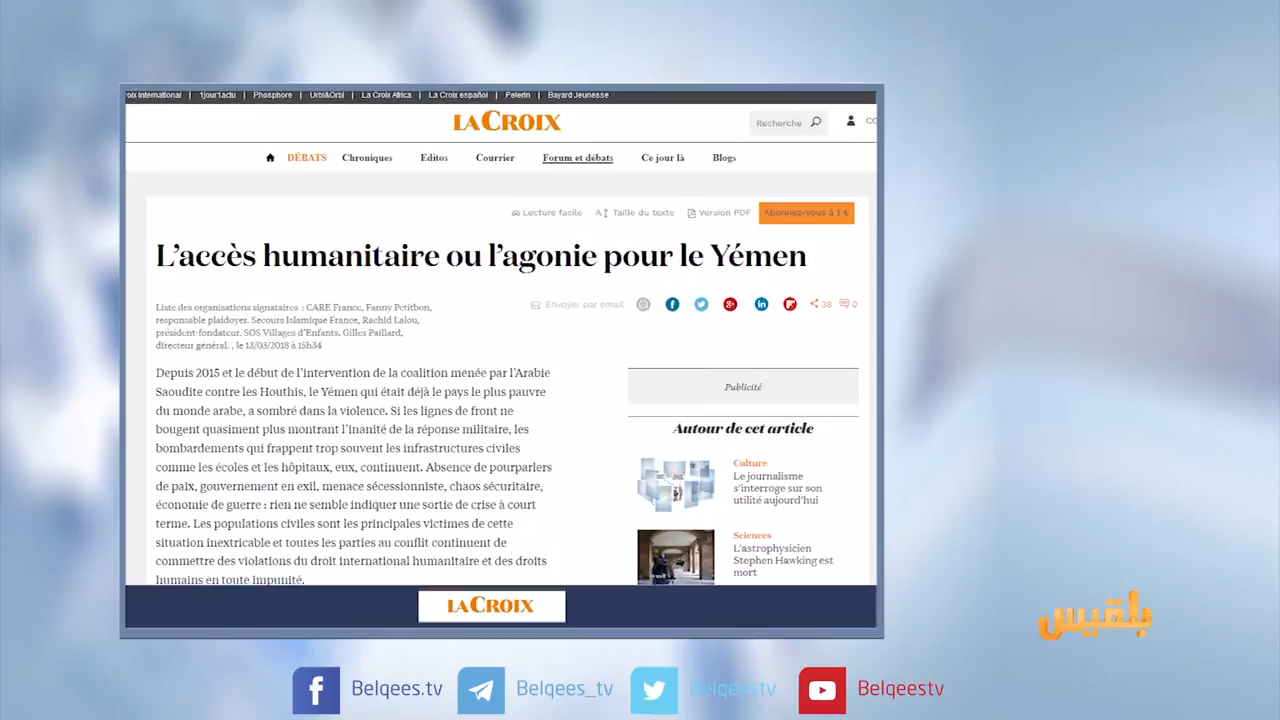 roix International | 1jour1actu | Phosphore | Urbi&Orbi | La Croix Africa | La Croix español | Pèlerin | Bayard Jeunesse
LA CROIX
Recherche
CO
DÉBATS Chroniques Editos Courrier Forum et débats Ce jour là Blogs
Lecture facile Taille du texte Version PDF Abonnez-vous à 1 €
L'accès humanitaire ou l'agonie pour le Yémen
Liste des organisations signataires : CARE France, Fanny Petitbon,
responsable plaidoyer. Secours Islamique France, Rachid Lalou,
président-fondateur. SOS Villages d'Enfants, Gilles Paillard,
directeur général. , le 13/03/2018 à 15h34
Envoyer par email 38 0
Depuis 2015 et le début de l'intervention de la coalition menée par l'Arabie
Saoudite contre les Houthis, le Yémen qui était déjà le pays le plus pauvre
du monde arabe, a sombré dans la violence. Si les lignes de front ne
bougent quasiment plus montrant l'inanité de la réponse militaire, les
bombardements qui frappent trop souvent les infrastructures civiles
comme les écoles et les hôpitaux, eux, continuent. Absence de pourparlers
de paix, gouvernement en exil, menace sécessionniste, chaos sécuritaire,
économie de guerre : rien ne semble indiquer une sortie de crise à court
terme. Les populations civiles sont les principales victimes de cette
situation inextricable et toutes les parties au conflit continuent de
commettre des violations du droit international humanitaire et des droits
humains en toute impunité.
Publicité
Autour de cet article
Culture
Le journalisme
s'interroge sur son
utilité aujourd'hui
Sciences
L'astrophysicien
Stephen Hawking est
mort
LA CROIX
بلقيس
Belqees.tv Belqees_tv Belqeestv Belqeestv